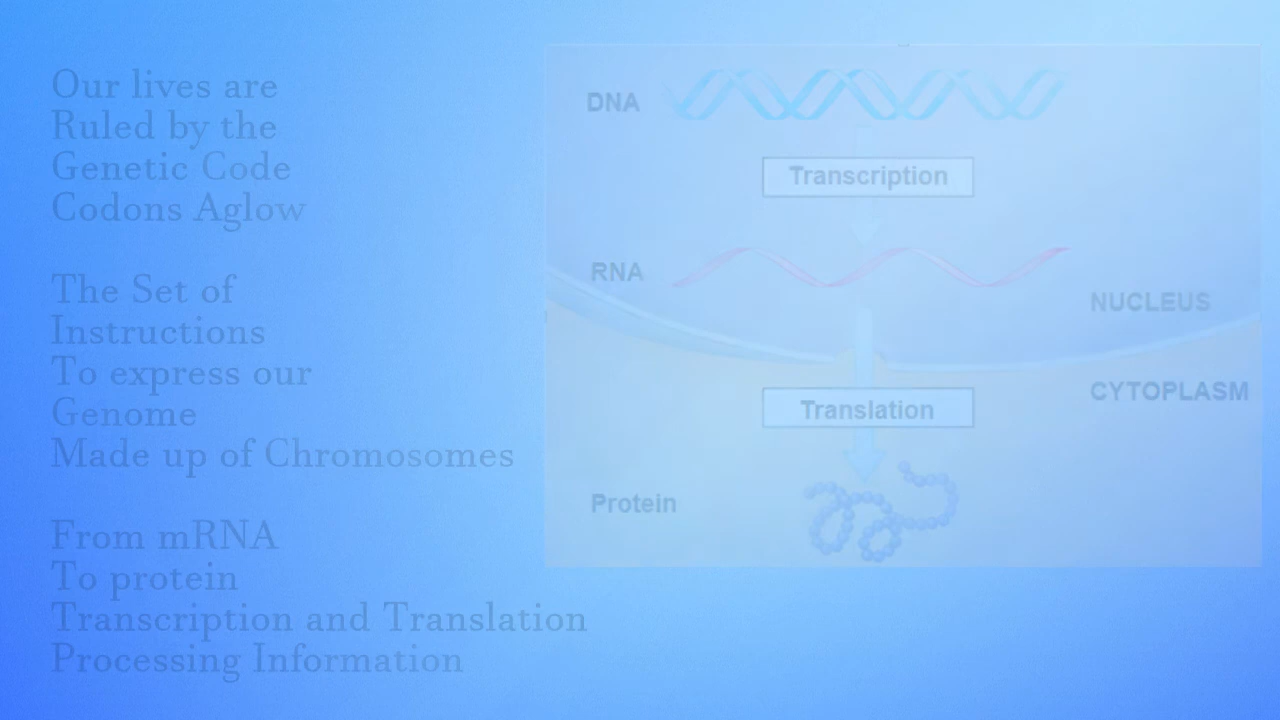 Our lives are
Ruled by the
Genetic Code
Codons Aglow
The Set of
Instructions
To express our
Genome
Made up of Chromosomes
From mRNA
To protein
Transcription and Translation
Processing Information
DNA
Transcription
RNA
NUCLEUS
CYTOPLASM
Translation
Protein